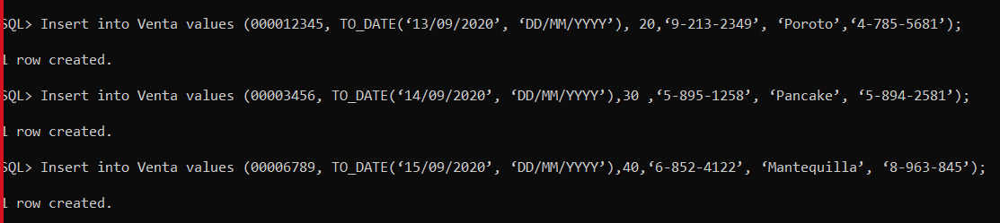 SQL> Insert into Venta values (000012345, TO_DATE(‘13/09/2020’, ‘DD/MM/YYYY’), 20,‘9-213-2349’, ‘Poroto’,‘4-785-5681’);
1 row created.
SQL> Insert into Venta values (00003456, TO_DATE(‘14/09/2020’, ‘DD/MM/YYYY’),30 ,‘5-895-1258’, ‘Pancake’, ‘5-894-2581’);
1 row created.
SQL> Insert into Venta values (00006789, TO_DATE(‘15/09/2020’, ‘DD/MM/YYYY’),40,‘6-852-4122’, ‘Mantequilla’, ‘8-963-845’);
1 row created.